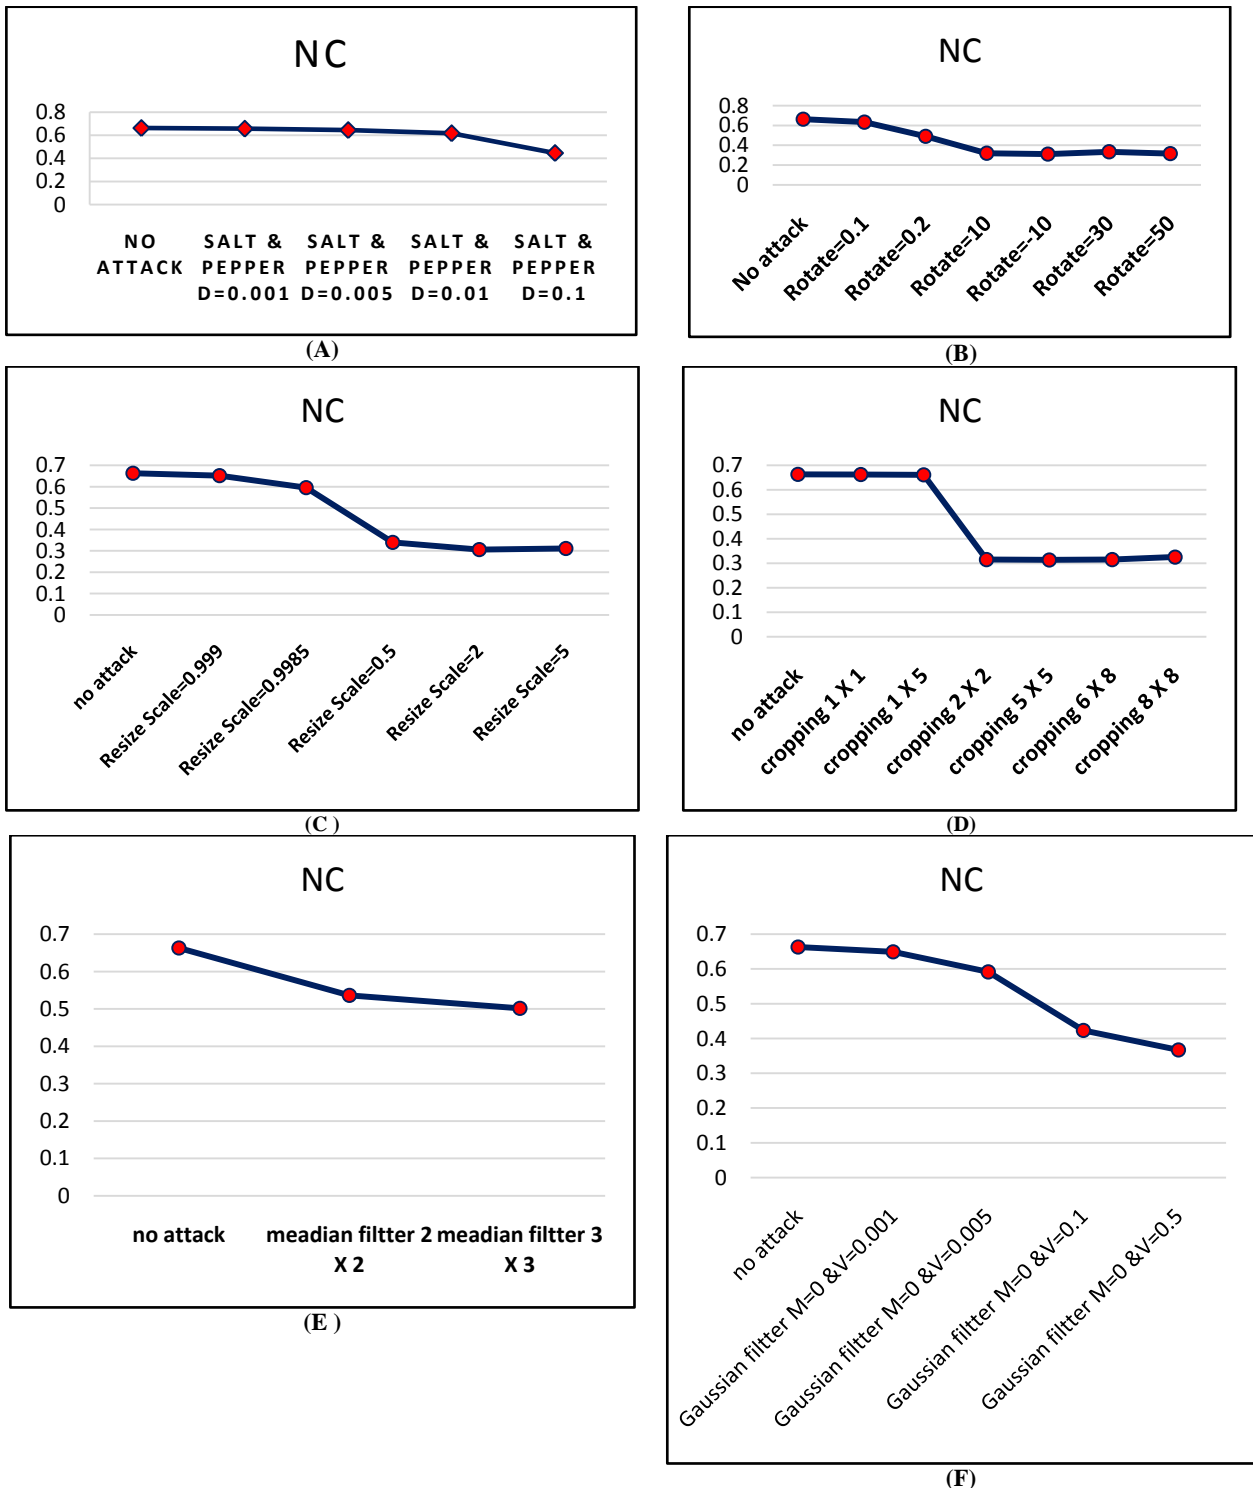 NC
0.8
0.6
0.4
0.2
0
NO ATTACK
SALT & PEPPER D=0.001
SALT & PEPPER D=0.005
SALT & PEPPER D=0.01
SALT & PEPPER D=0.1
(A)
NC
0.8
0.6
0.4
0.2
0
No attack
Rotate=0.1
Rotate=0.2
Rotate=10
Rotate=-10
Rotate=30
Rotate=50
(B)
NC
0.7
0.6
0.5
0.4
0.3
0.2
0.1
0
no attack
Resize Scale=0.999
Resize Scale=0.9985
Resize Scale=0.5
Resize Scale=2
Resize Scale=5
(C )
NC
0.7
0.6
0.5
0.4
0.3
0.2
0.1
0
no attack
cropping 1 X 1
cropping 1 X 5
cropping 2 X 2
cropping 5 X 5
cropping 6 X 8
cropping 8 X 8
(D)
NC
0.7
0.6
0.5
0.4
0.3
0.2
0.1
0
no attack
meadian filtter 2 X 2
meadian filtter 3 X 3
(E )
NC
0.7
0.6
0.5
0.4
0.3
0.2
0.1
0
no attack
Gaussian filtter M=0 &V=0.001
Gaussian filtter M=0 &V=0.005
Gaussian filtter M=0 &V=0.1
Gaussian filtter M=0 &V=0.5
(F)